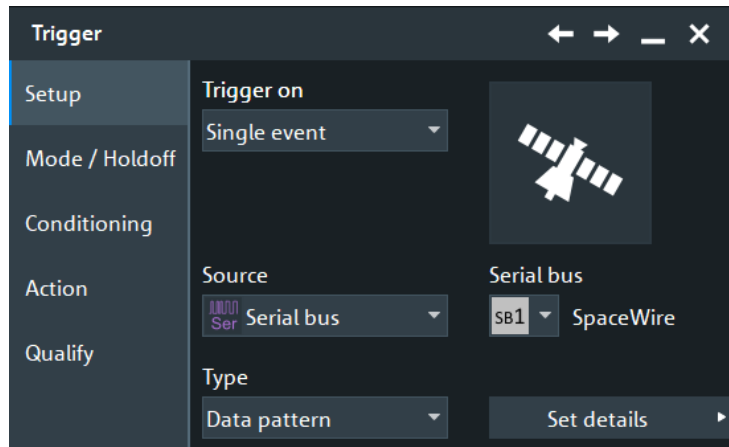 Trigger
Setup
Mode / Holdoff
Conditioning
Action
Qualify
Trigger on
Single event
Source
Serial bus
Ser Serial bus
SB1 SpaceWire
Type
Data pattern
Set details